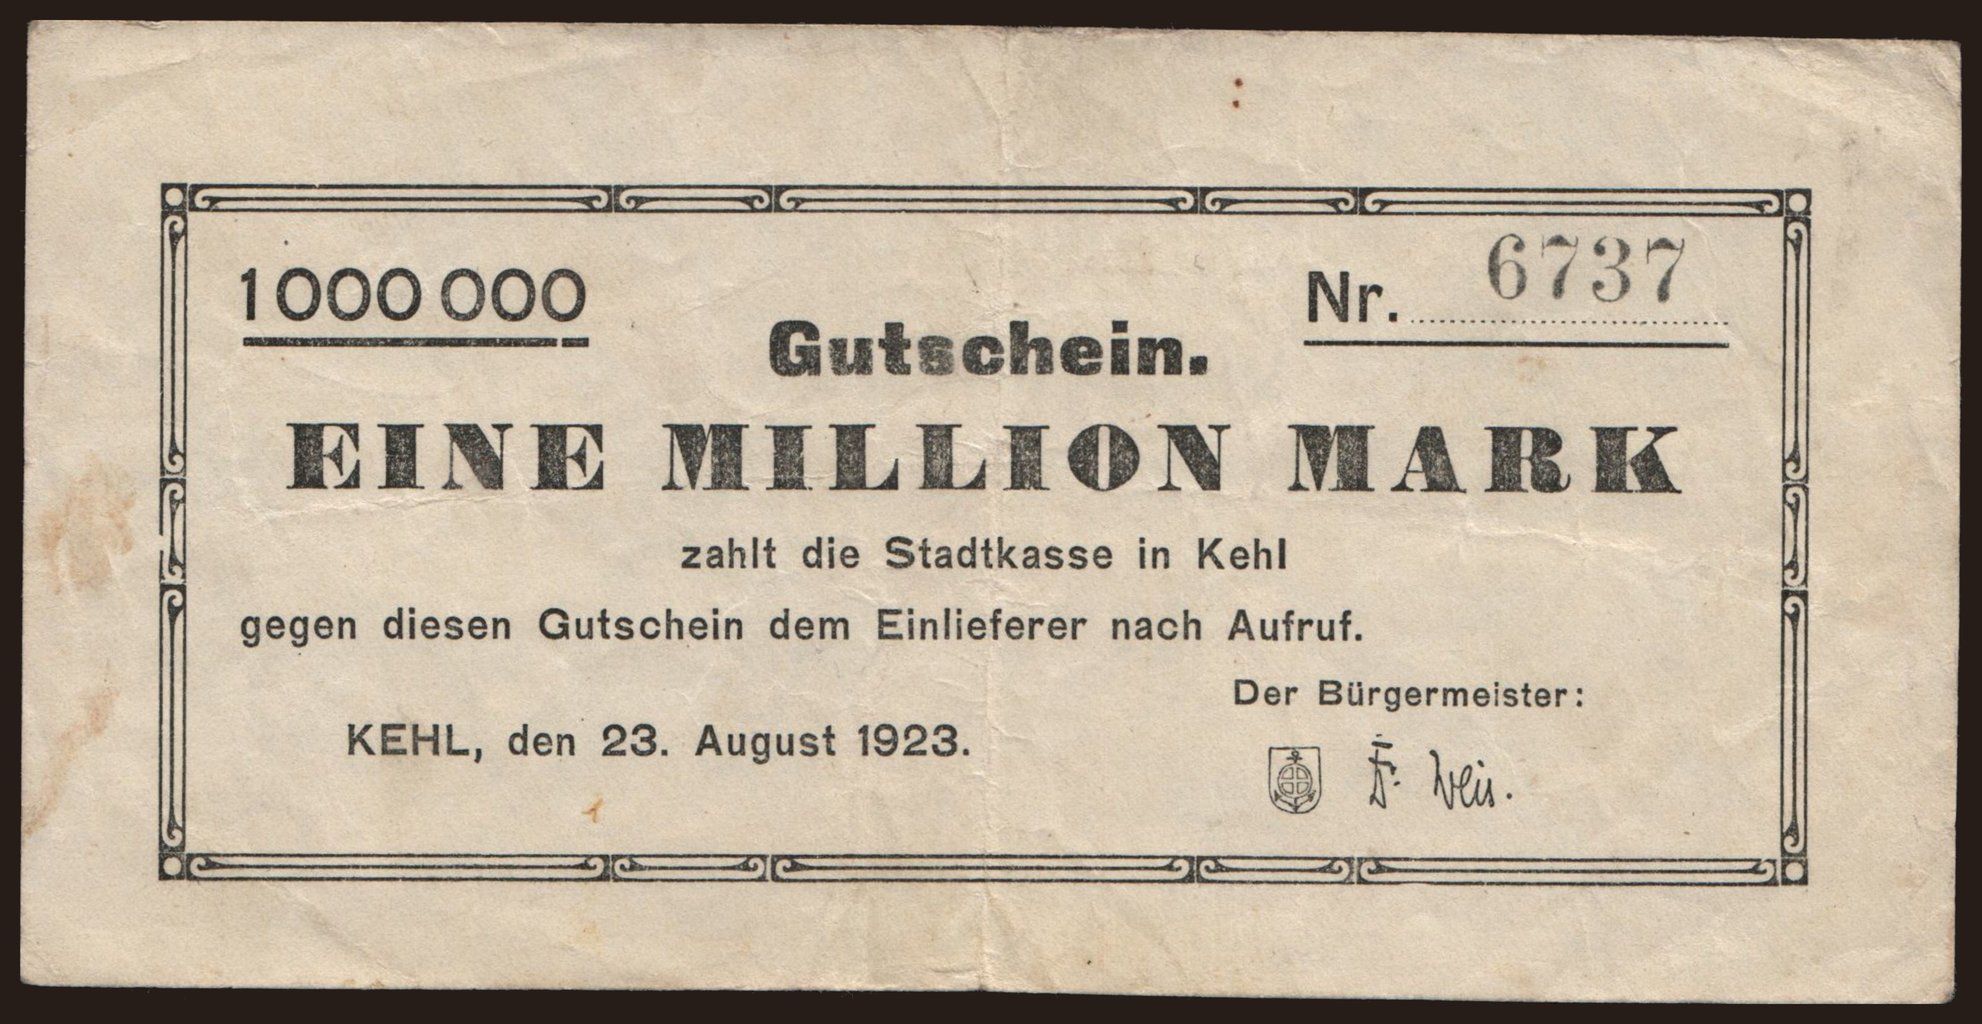 1 000 000
Nr. 6737
Gutschein.
EINE MILLION MARK
zahlt die Stadtkasse in Kehl
gegen diesen Gutschein dem Einlieferer nach Aufruf.
Der Bürgermeister:
KEHL, den 23. August 1923.
Weis.